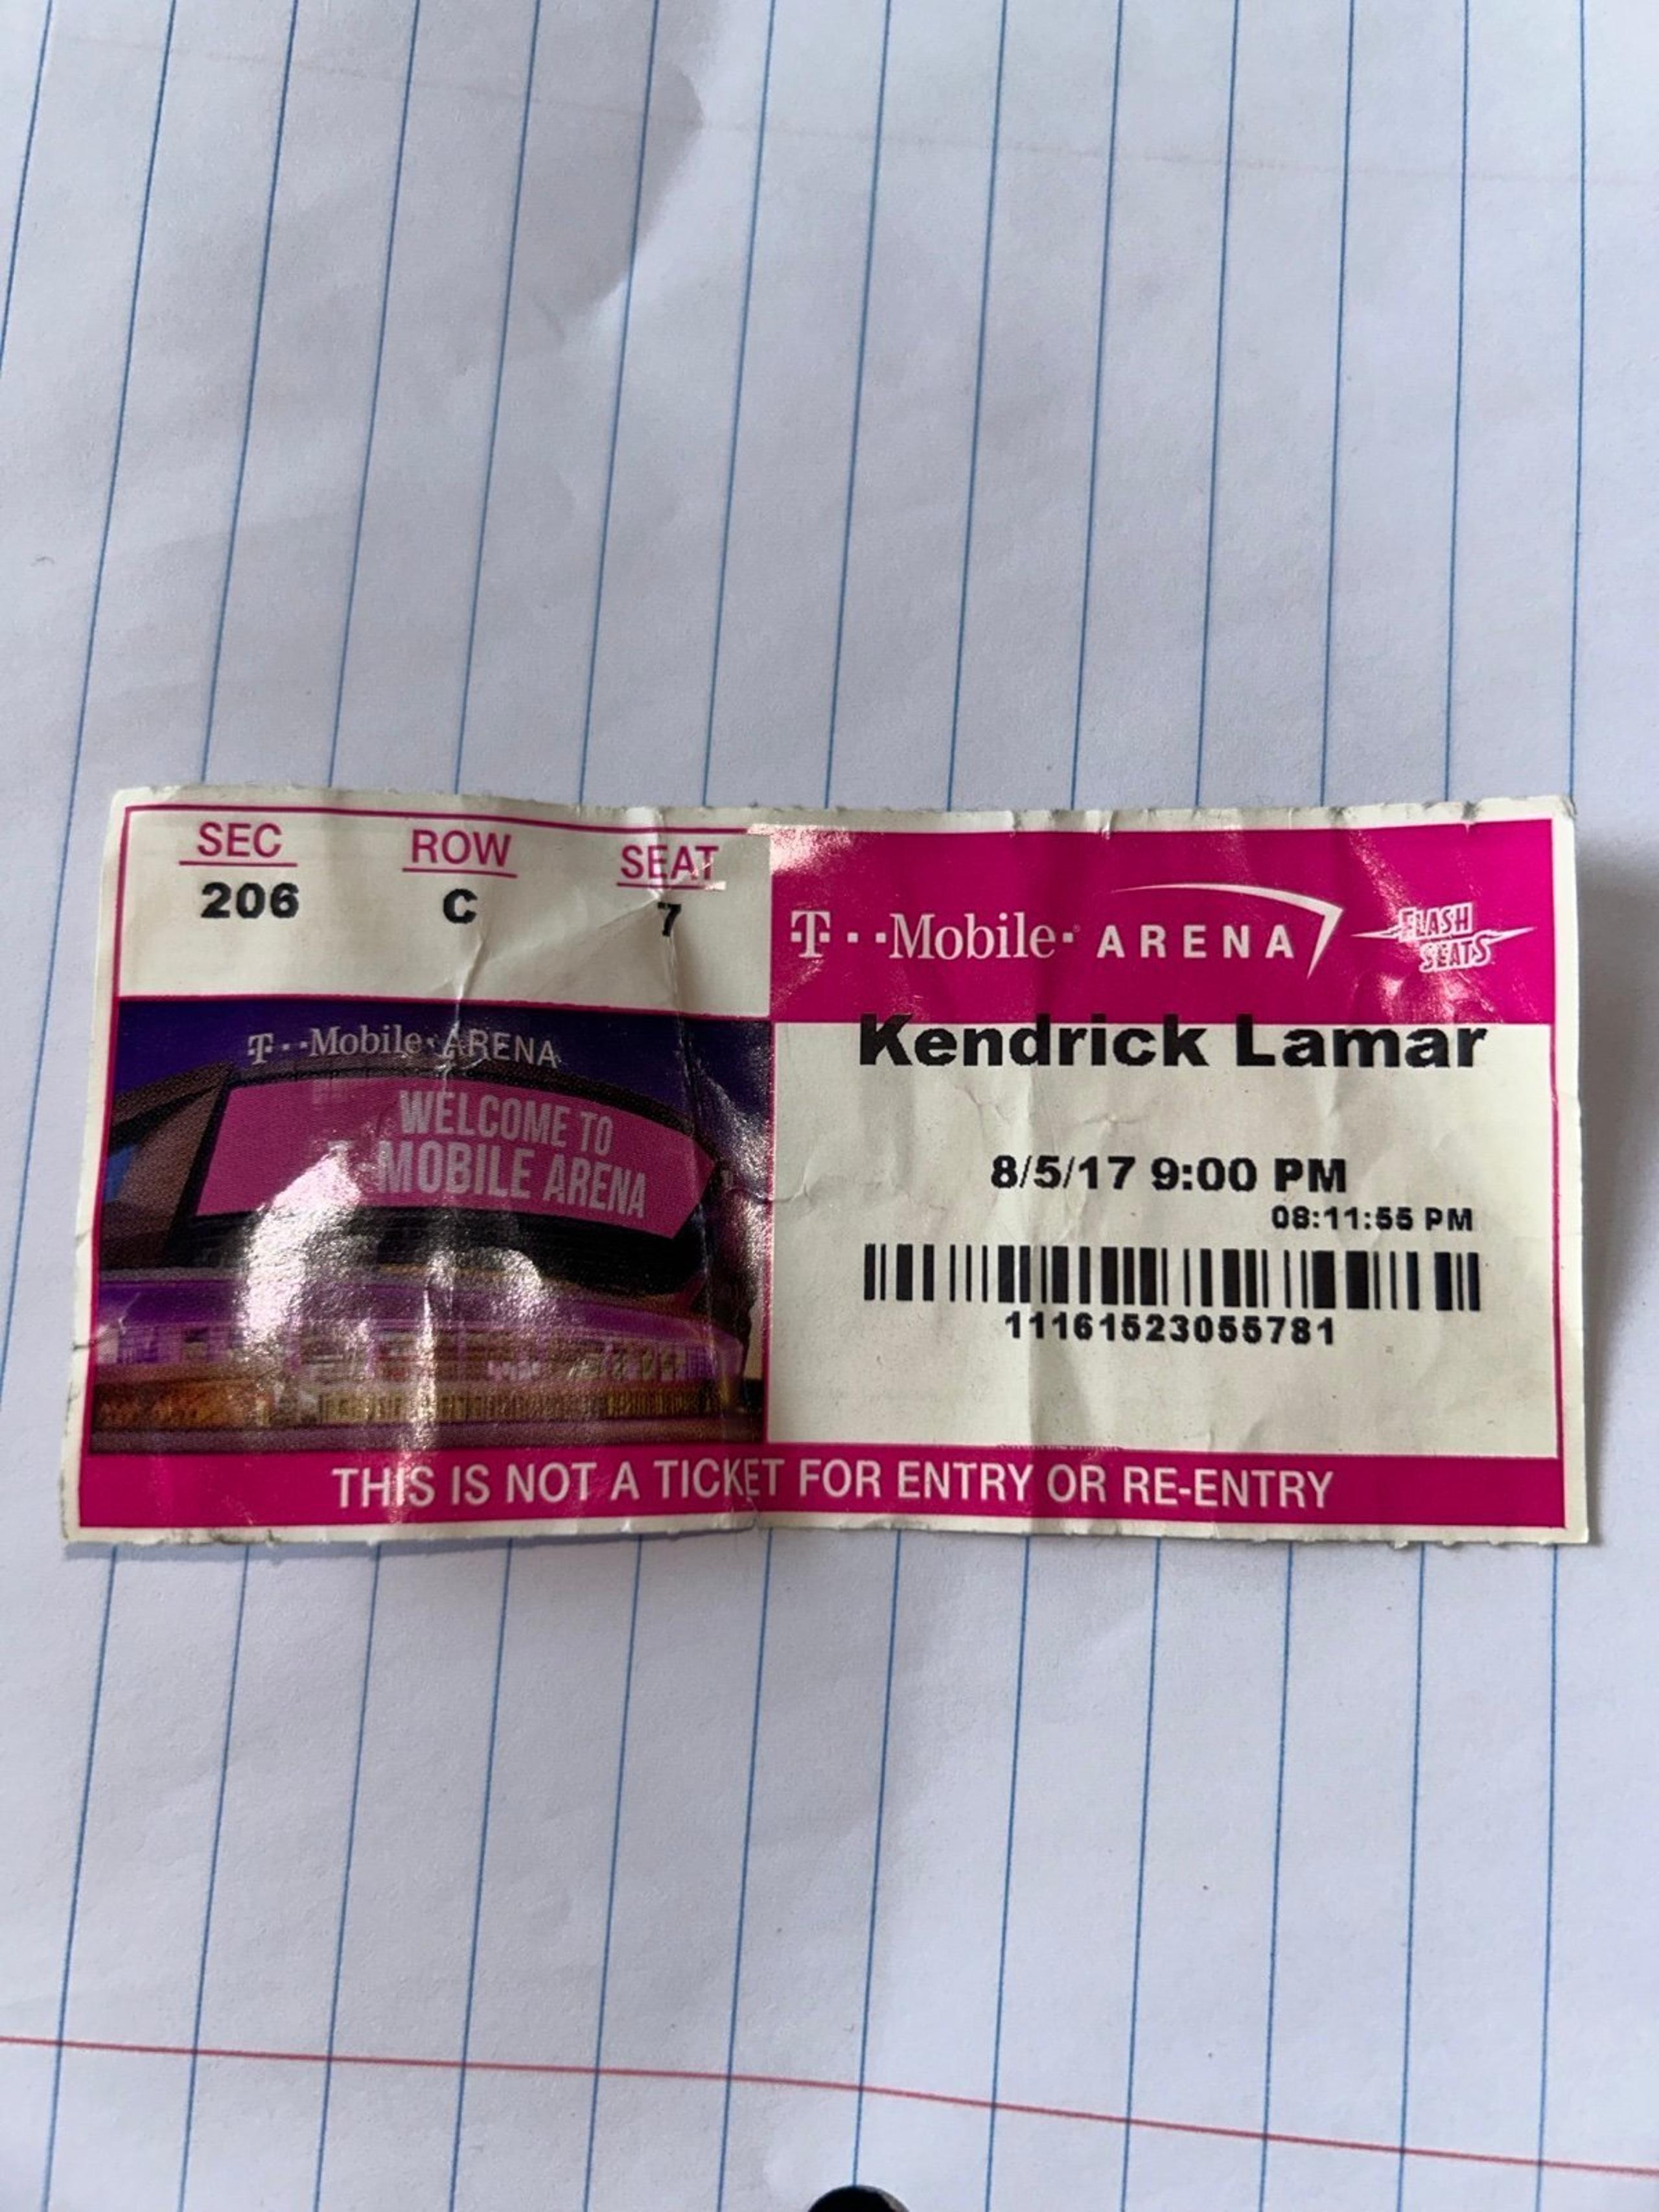 SEC ROW SEAT
206 C 7
T··Mobile· ARENA
WELCOME TO
MOBILE ARENA
T··Mobile· ARENA
FLASH
SEATS
Kendrick Lamar
8/5/17 9:00 PM
08:11:55 PM
11161523055781
THIS IS NOT A TICKET FOR ENTRY OR RE-ENTRY